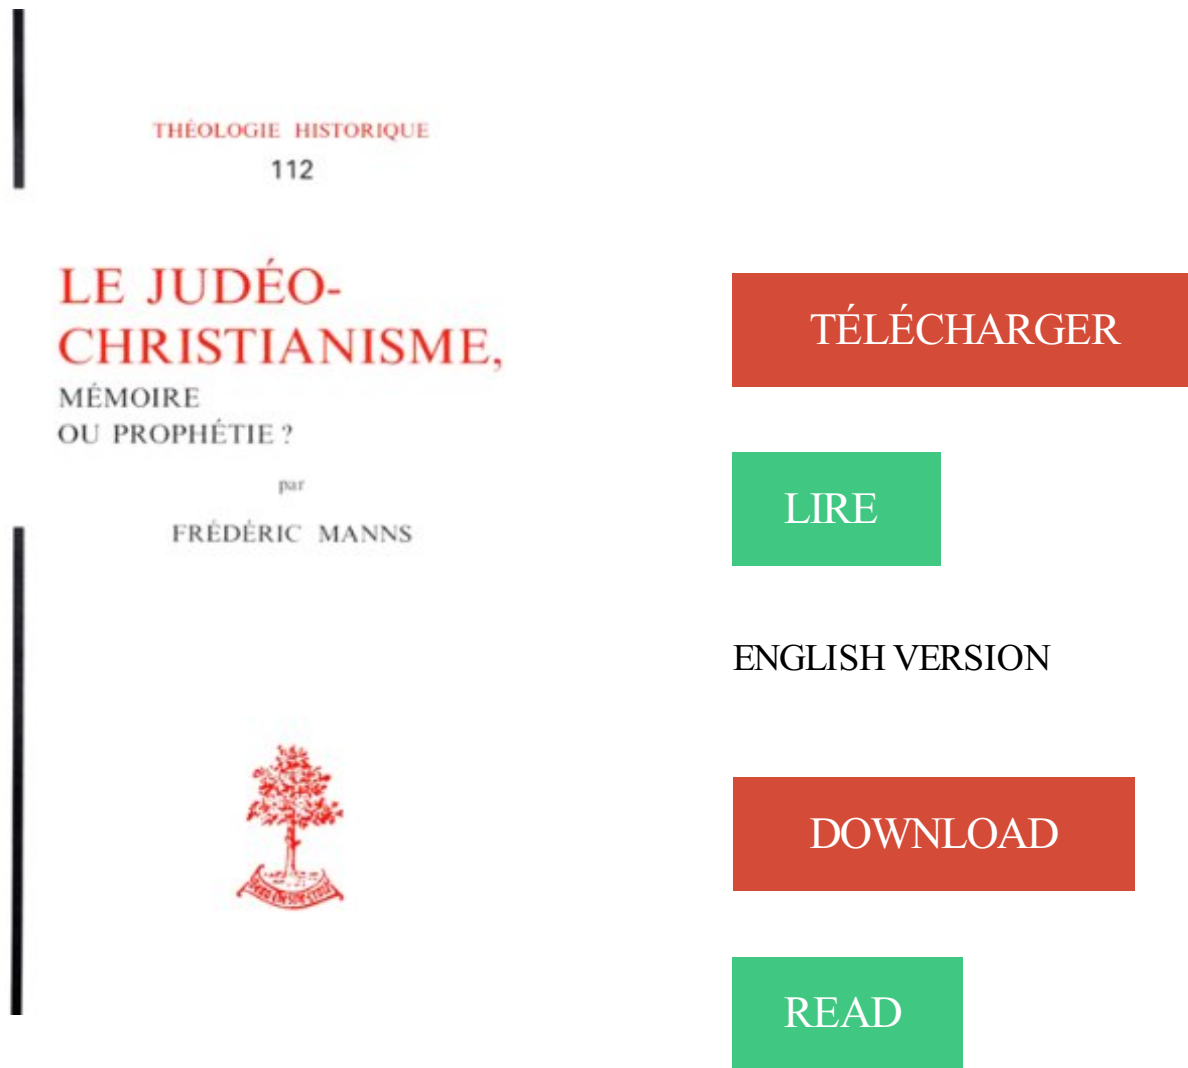 THÉOLOGIE HISTORIQUE
112
LE JUDÉO-
CHRISTIANISME,
MÉMOIRE
OU PROPHÉTIE ?
par
FRÉDÉRIC MANNS
TÉLÉCHARGER
LIRE
ENGLISH VERSION
DOWNLOAD
READ